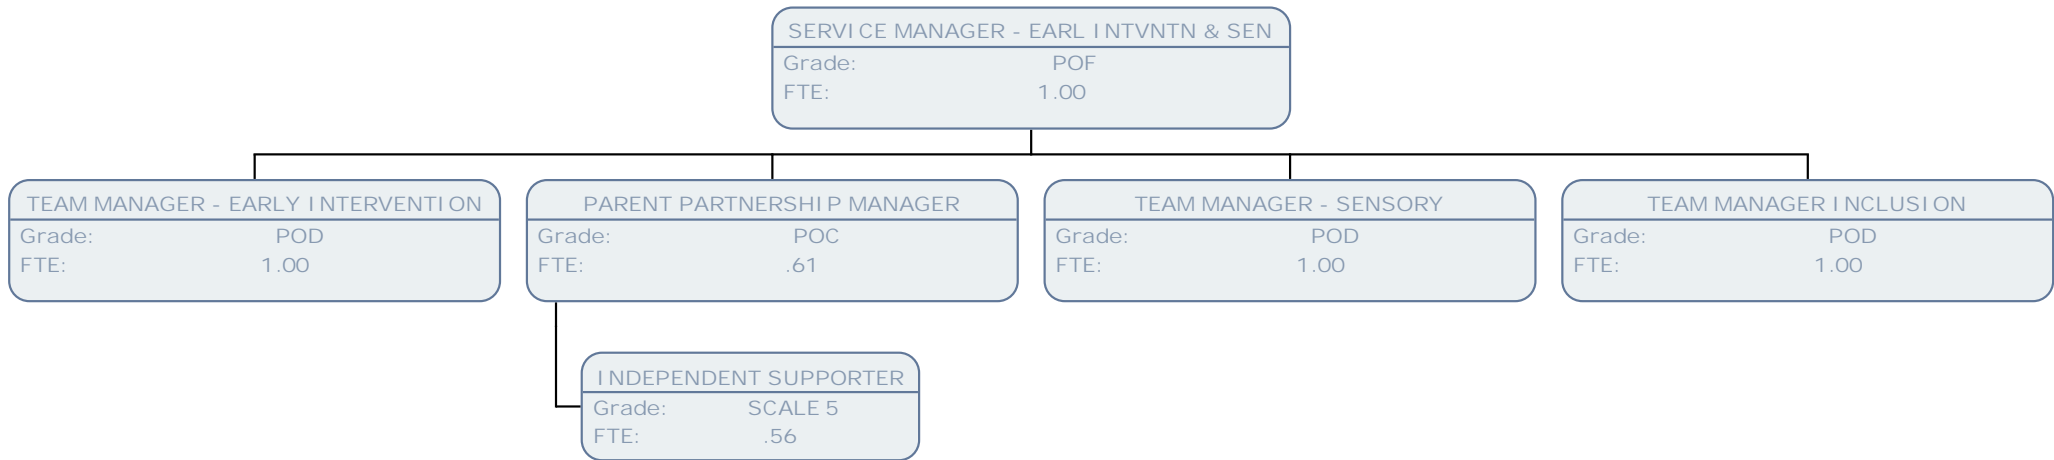 SERVICE MANAGER - EARL INTVNTN & SEN
Grade: POF
FTE: 1.00
TEAM MANAGER - EARLY INTERVENTION
Grade: POD
FTE: 1.00
PARENT PARTNERSHIP MANAGER
Grade: POC
FTE: .61
TEAM MANAGER - SENSORY
Grade: POD
FTE: 1.00
TEAM MANAGER INCLUSION
Grade: POD
FTE: 1.00
INDEPENDENT SUPPORTER
Grade: SCALE 5
FTE: .56